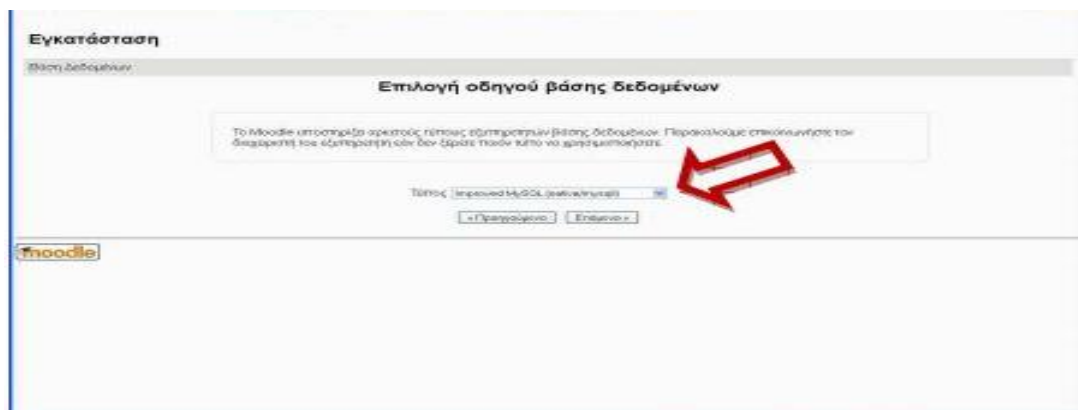 Εγκατάσταση
Βάση Δεδομένων
Επιλογή οδηγού βάσης δεδομένων
Το Moodle υποστηρίζει αρκετούς τύπους εξυπηρετητών βάσης δεδομένων. Παρακαλούμε επικοινωνήστε τον
διαχειριστή του εξυπηρετητή εάν δεν ξέρετε ποιόν τύπο να χρησιμοποιήσετε.
Τύπος Improved MySQL (native/mysqli)
« Προηγούμενο Επόμενο »
moodle